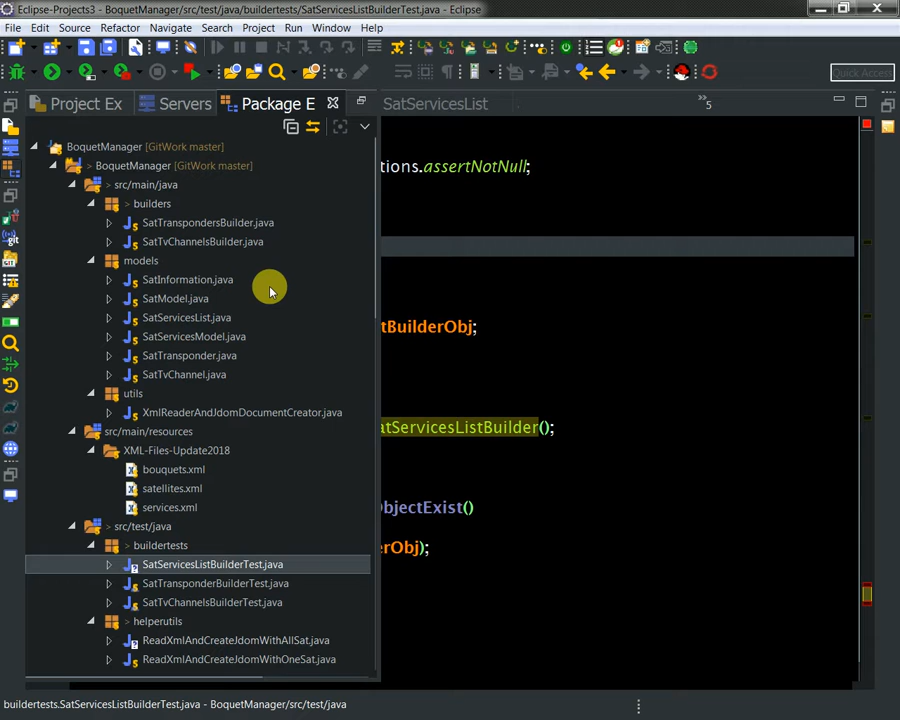 Eclipse-Projects3 - BoquetManager/src/test/java/buildertests/SatServicesListBuilderTest.java - Eclipse
File Edit Source Refactor Navigate Search Project Run Window Help
Quick Access
Project Ex Servers Package E SatServicesList 5
BoquetManager [GitWork master]
> BoquetManager [GitWork master]
tions.assertNotNull;
> src/main/java
> builders
SatTranspondersBuilder.java
SatTvChannelsBuilder.java
models
SatInformation.java
SatModel.java
SatServicesList.java
tBuilderObj;
SatServicesModel.java
SatTransponder.java
SatTvChannel.java
utils
XmlReaderAndJdomDocumentCreator.java
atServicesListBuilder();
src/main/resources
XML-Files-Update2018
bouquets.xml
satellites.xml
services.xml
bjectExist()
> src/test/java
> buildertests
erObj);
SatServicesListBuilderTest.java
SatTransponderBuilderTest.java
SatTvChannelsBuilderTest.java
> helperutils
ReadXmlAndCreateJdomWithAllSat.java
ReadXmlAndCreateJdomWithOneSat.java
buildertests.SatServicesListBuilderTest.java - BoquetManager/src/test/java